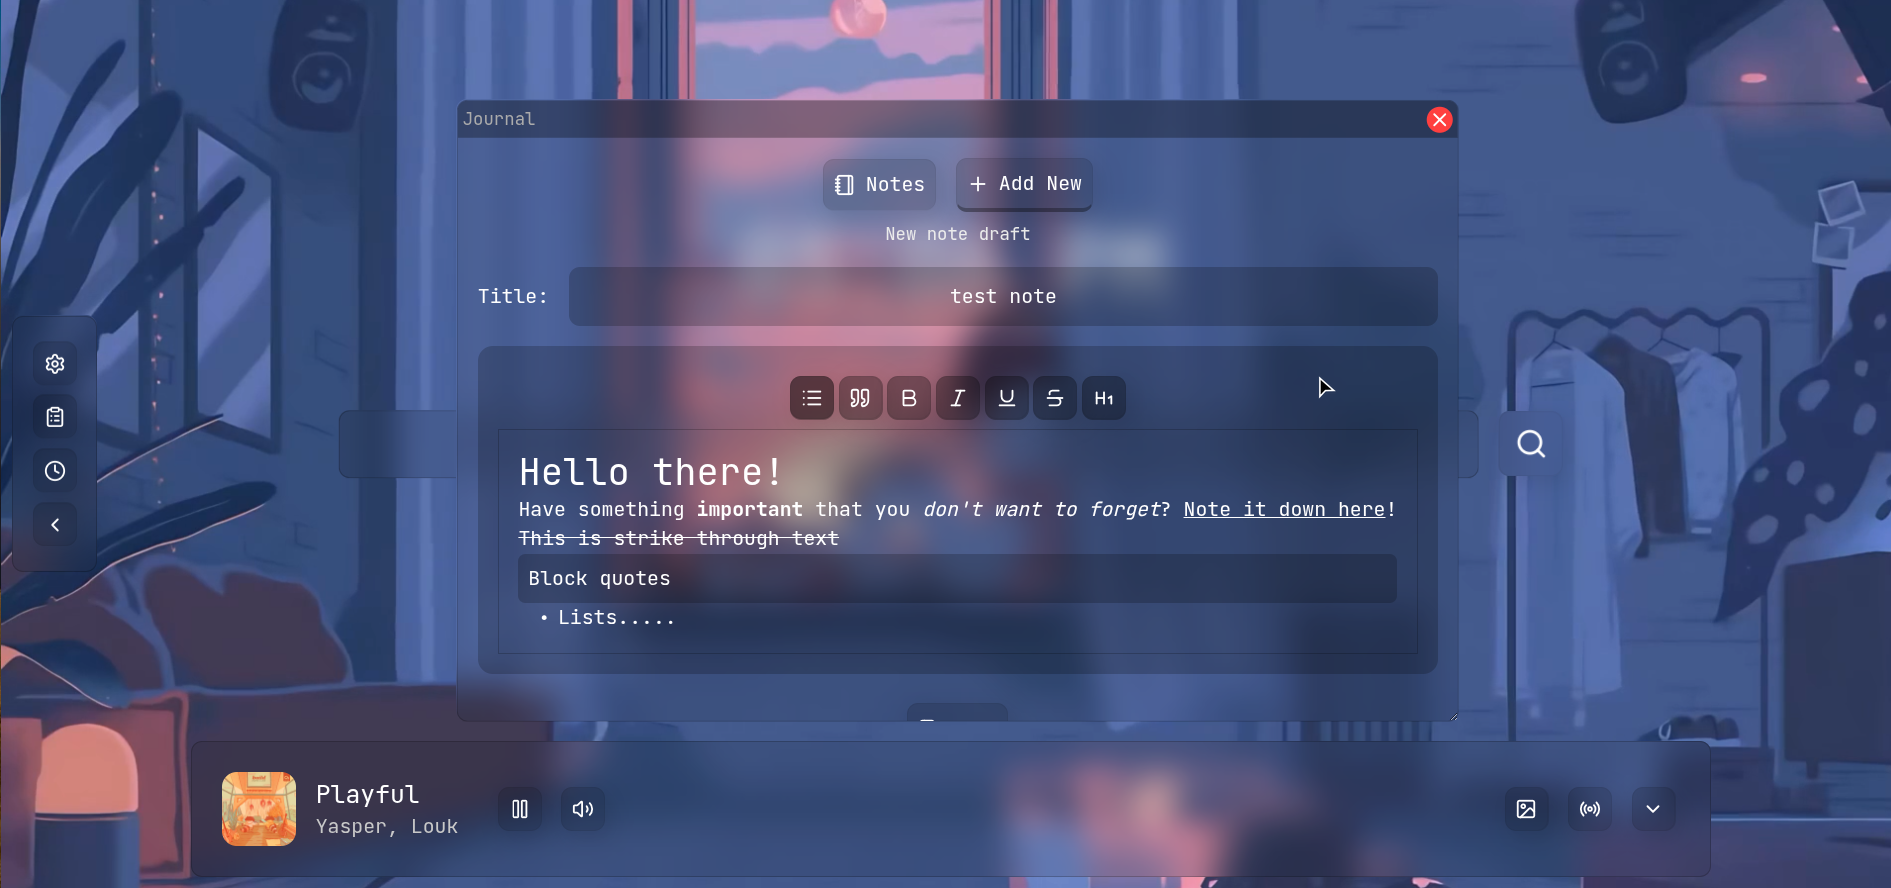 Journal
Notes
Add New
New note draft
Title:
test note
H1
Hello there!
Have something important that you don't want to forget? Note it down here!
This is strike through text
Block quotes
• Lists.....
Playful
Yasper, Louk